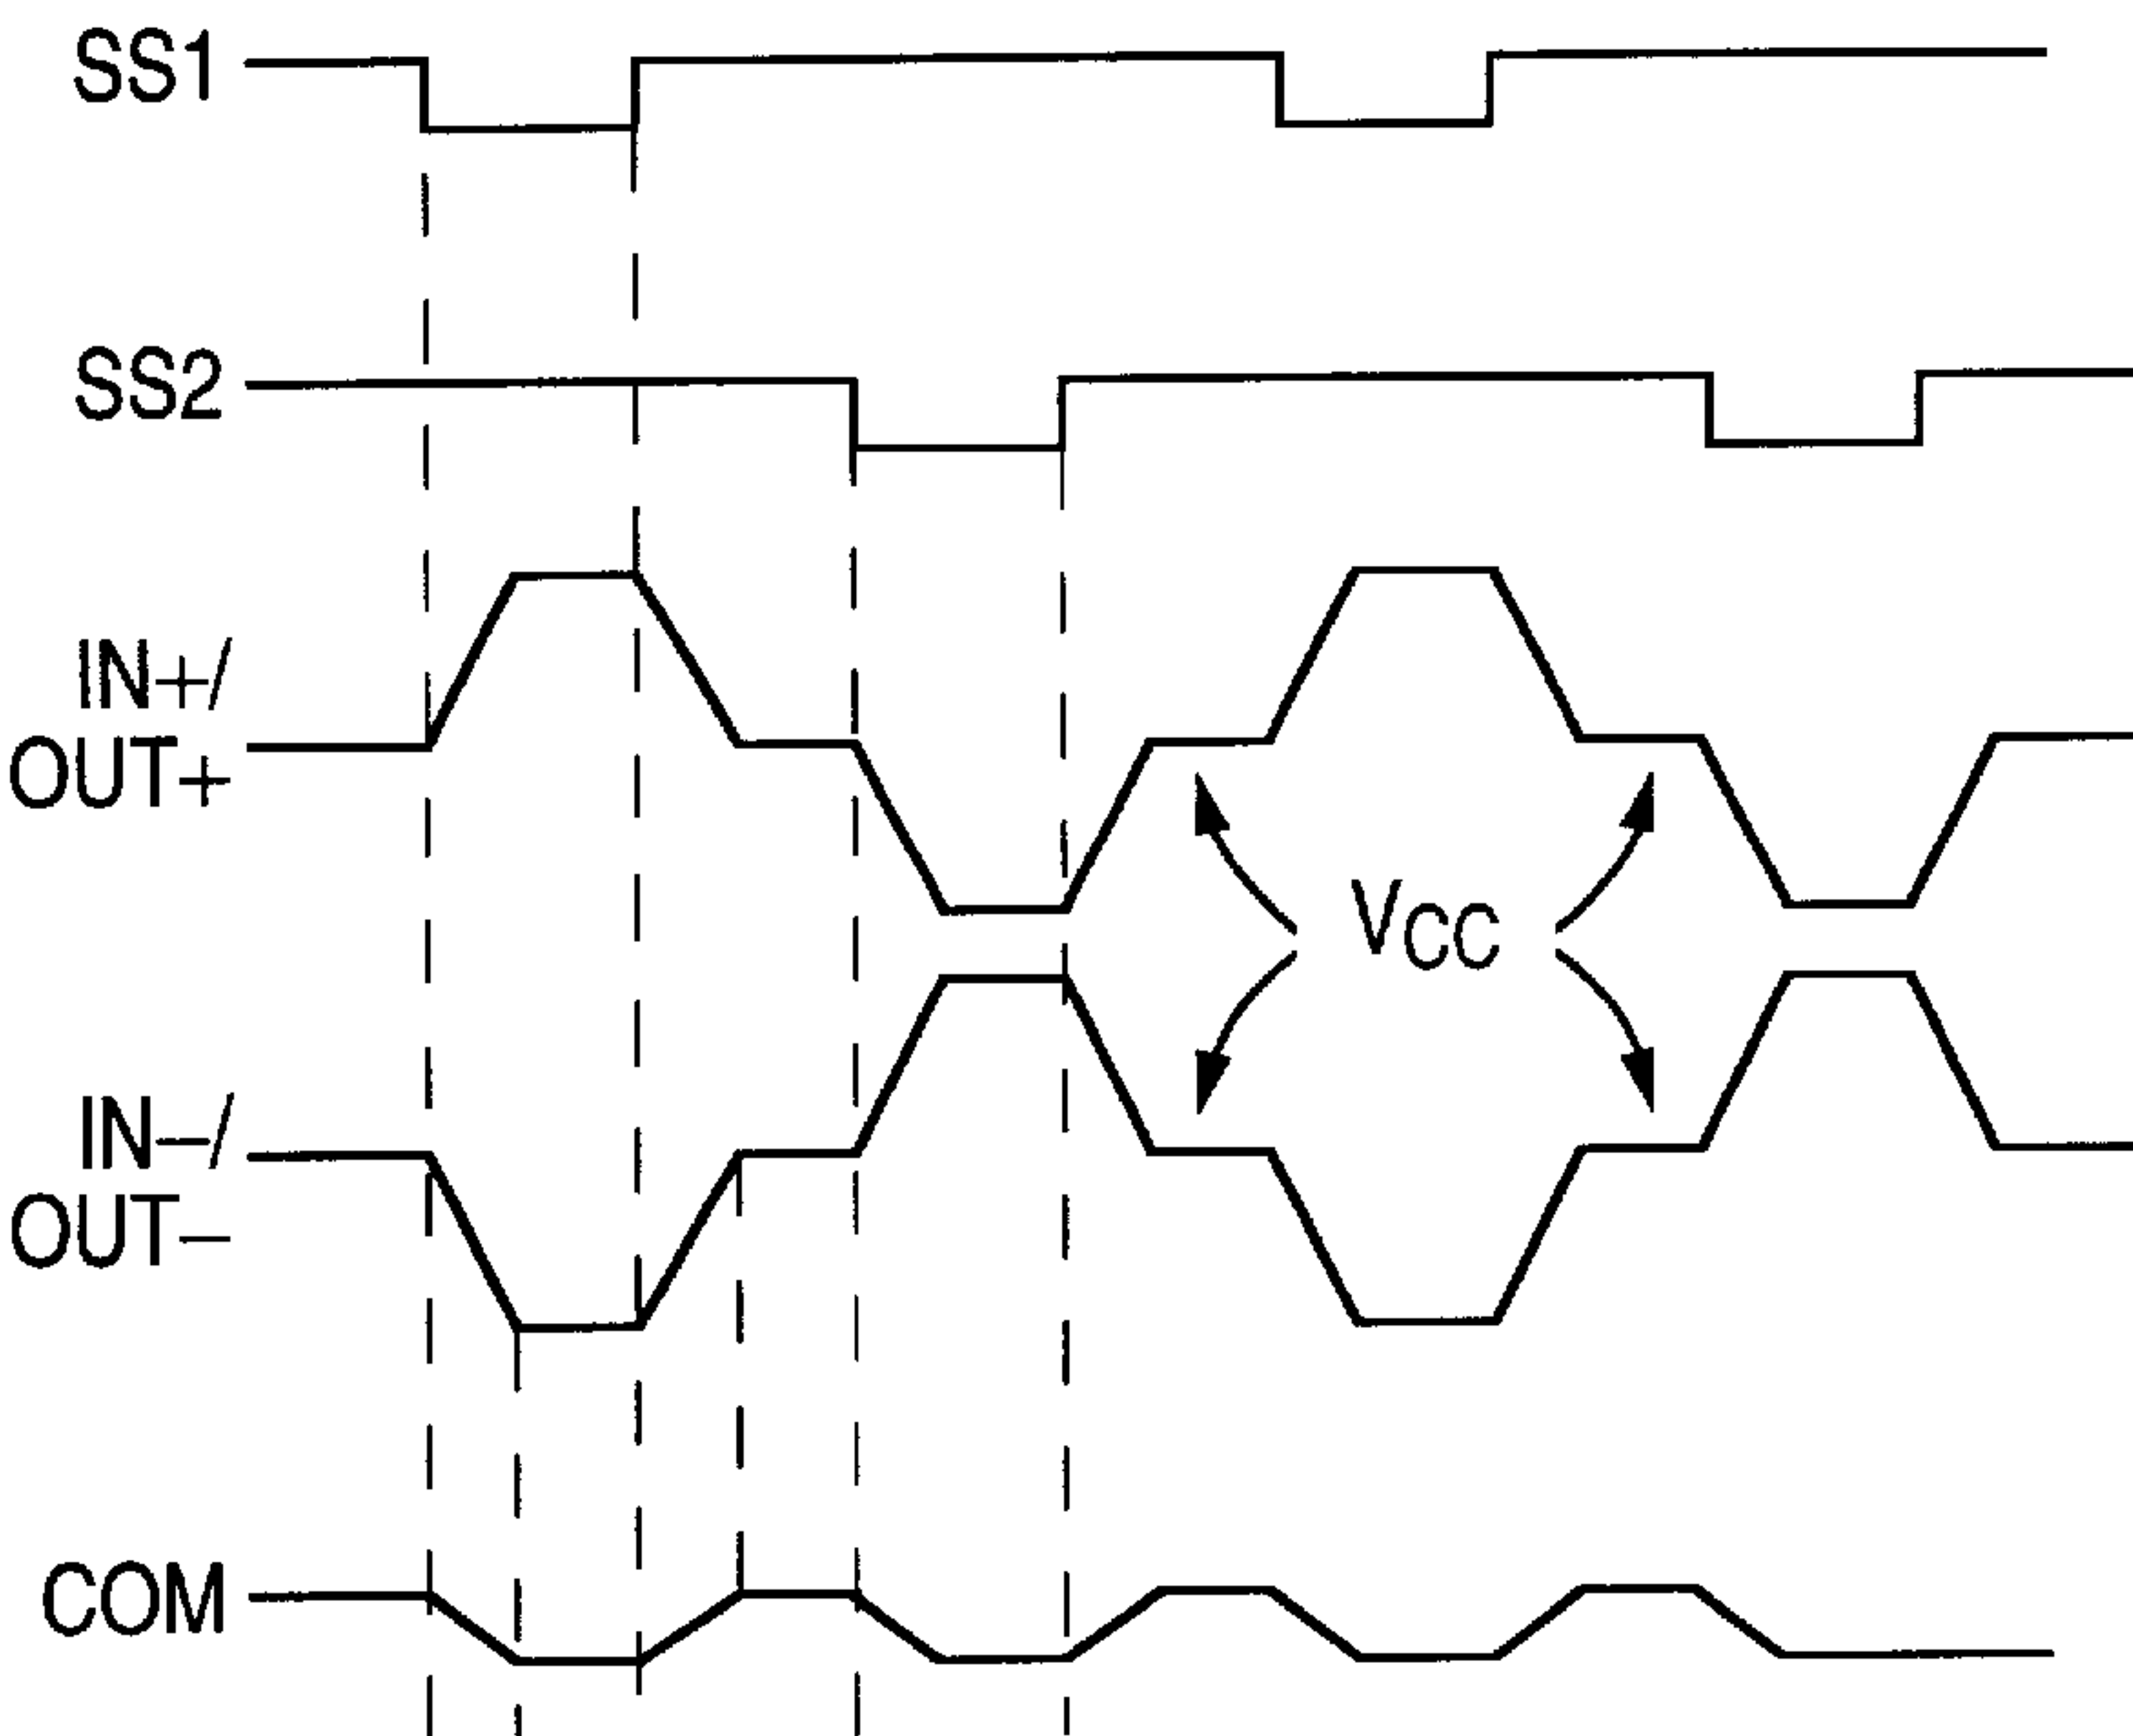 SS1
SS2
IN+/
OUT+
VCC
IN−/
OUT−
COM